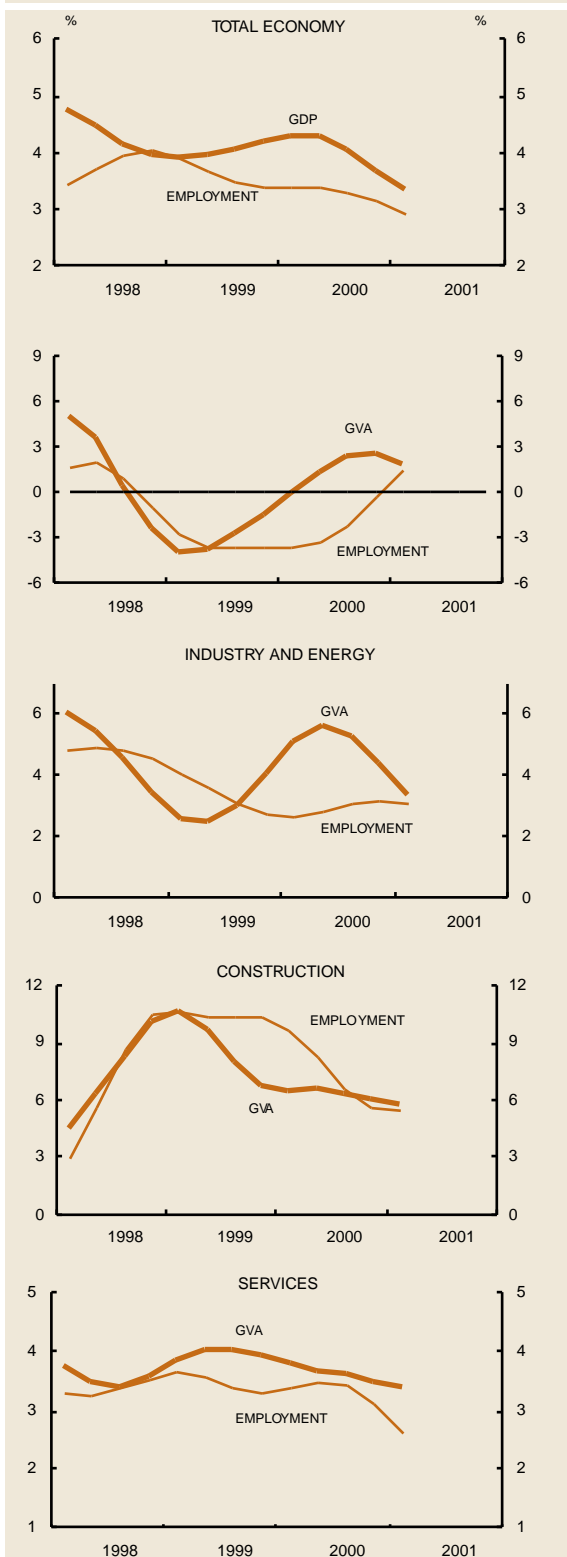 % TOTAL ECONOMY %
6 6
5 5
GDP
4 4
EMPLOYMENT
3 3
2 2
1998 1999 2000 2001
9 9
6 6
GVA
3 3
0 0
-3 -3
EMPLOYMENT
-6 -6
1998 1999 2000 2001
INDUSTRY AND ENERGY
6 GVA 6
4 4
EMPLOYMENT
2 2
0 0
1998 1999 2000 2001
CONSTRUCTION
12 12
EMPLOYMENT
9 9
6 6
GVA
3 3
0 0
1998 1999 2000 2001
SERVICES
5 5
GVA
4 4
3 3
EMPLOYMENT
2 2
1 1
1998 1999 2000 2001